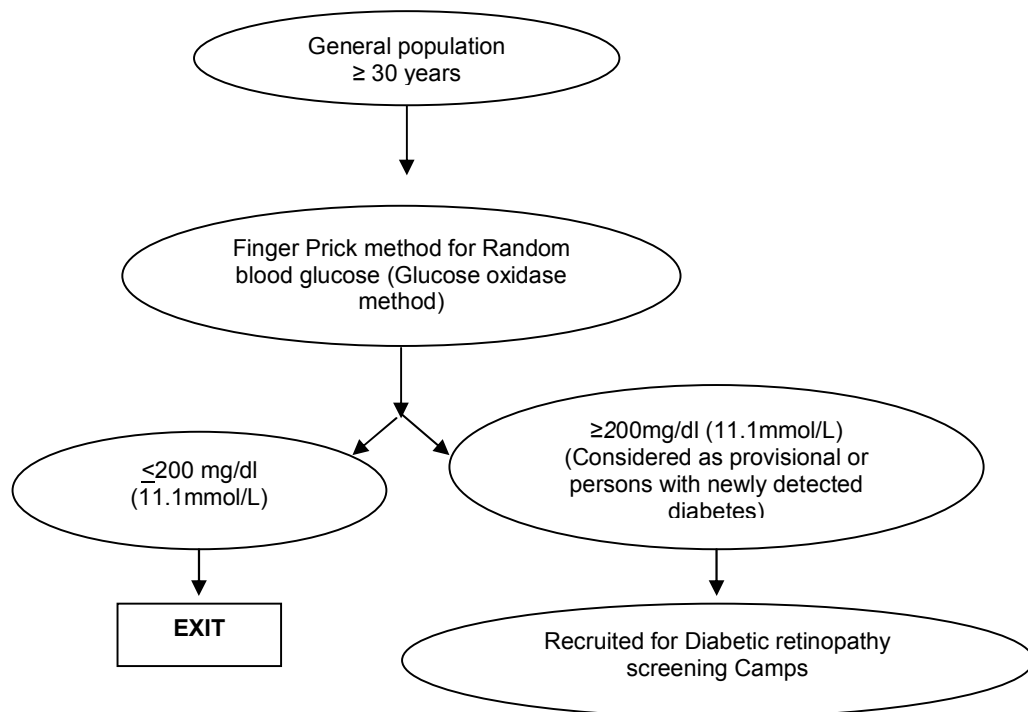 General population
≥ 30 years
Finger Prick method for Random
blood glucose (Glucose oxidase
method)
≤200 mg/dl
(11.1mmol/L)
≥200mg/dl (11.1mmol/L)
(Considered as provisional or
persons with newly detected
diabetes)
EXIT
Recruited for Diabetic retinopathy
screening Camps